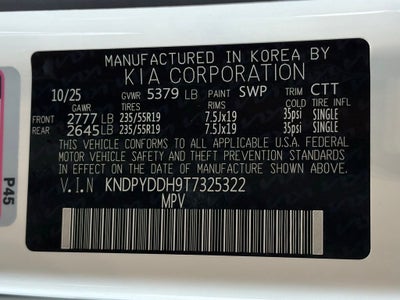 MANUFACTURED IN KOREA BY
KIA CORPORATION
10/25 GVWR 5379 LB PAINT SWP TRIM CTT
GAWR TIRES RIMS COLD TIRE INFL
FRONT 2777 LB 235/55R19 7.5Jx19 35psi SINGLE
REAR 2645 LB 235/55R19 7.5Jx19 35psi SINGLE
THIS VEHICLE CONFORMS TO ALL APPLICABLE U.S.A. FEDERAL
MOTOR VEHICLE SAFETY AND THEFT PREVENTION STANDARDS
IN EFFECT ON THE DATE OF MANUFACTURE SHOWN ABOVE.
V.I.N KNDPYDDH9T7325322
MPV
P45